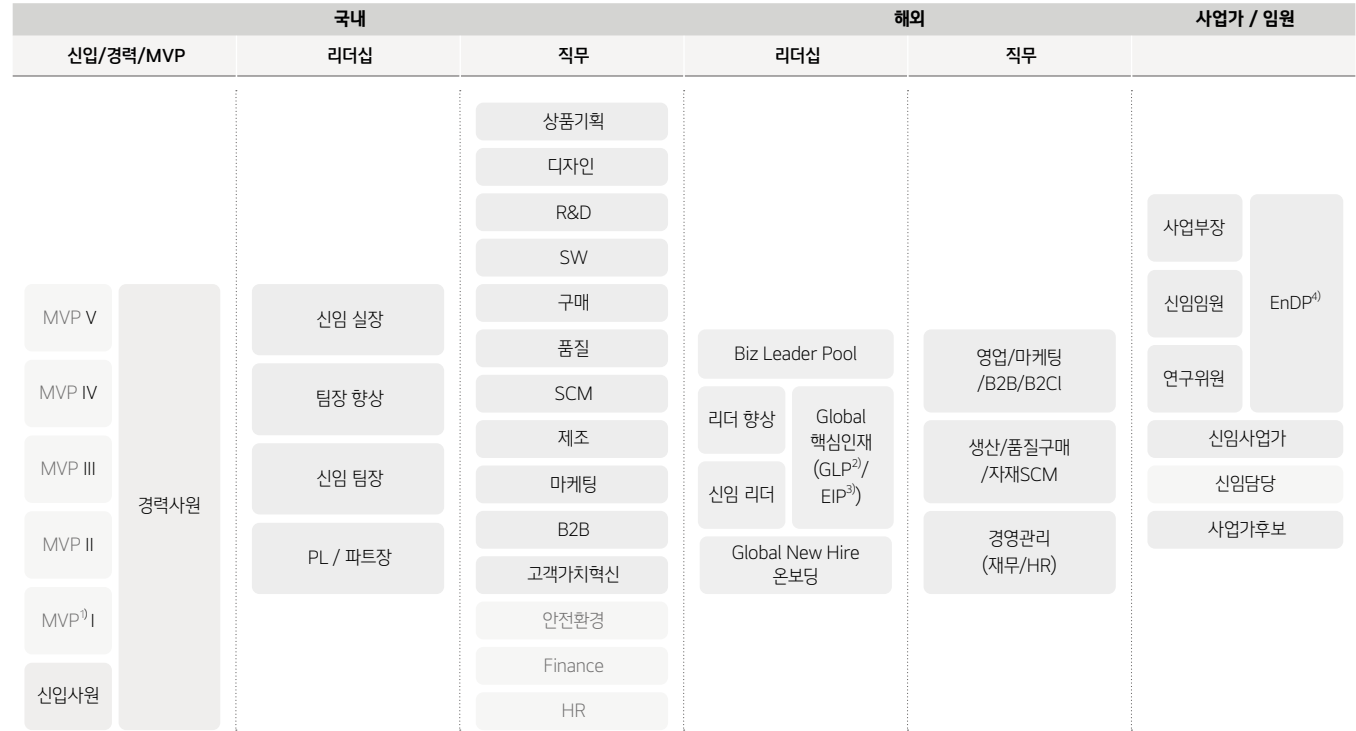 국내
해외
사업가 / 임원
신입/경력/MVP
리더십
직무
리더십
직무
MVP V
MVP IV
MVP III
MVP II
MVP1) I
신입사원
경력사원
신임 실장
팀장 향상
신임 팀장
PL / 파트장
상품기획
디자인
R&D
SW
구매
품질
SCM
제조
마케팅
B2B
고객가치혁신
안전환경
Finance
HR
Biz Leader Pool
리더 향상
신임 리더
Global
핵심인재
(GLP2)/
EIP3))
Global New Hire
온보딩
영업/마케팅
/B2B/B2Cl
생산/품질구매
/자재SCM
경영관리
(재무/HR)
사업부장
신임임원
연구위원
EnDP4)
신임사업가
신임담당
사업가후보